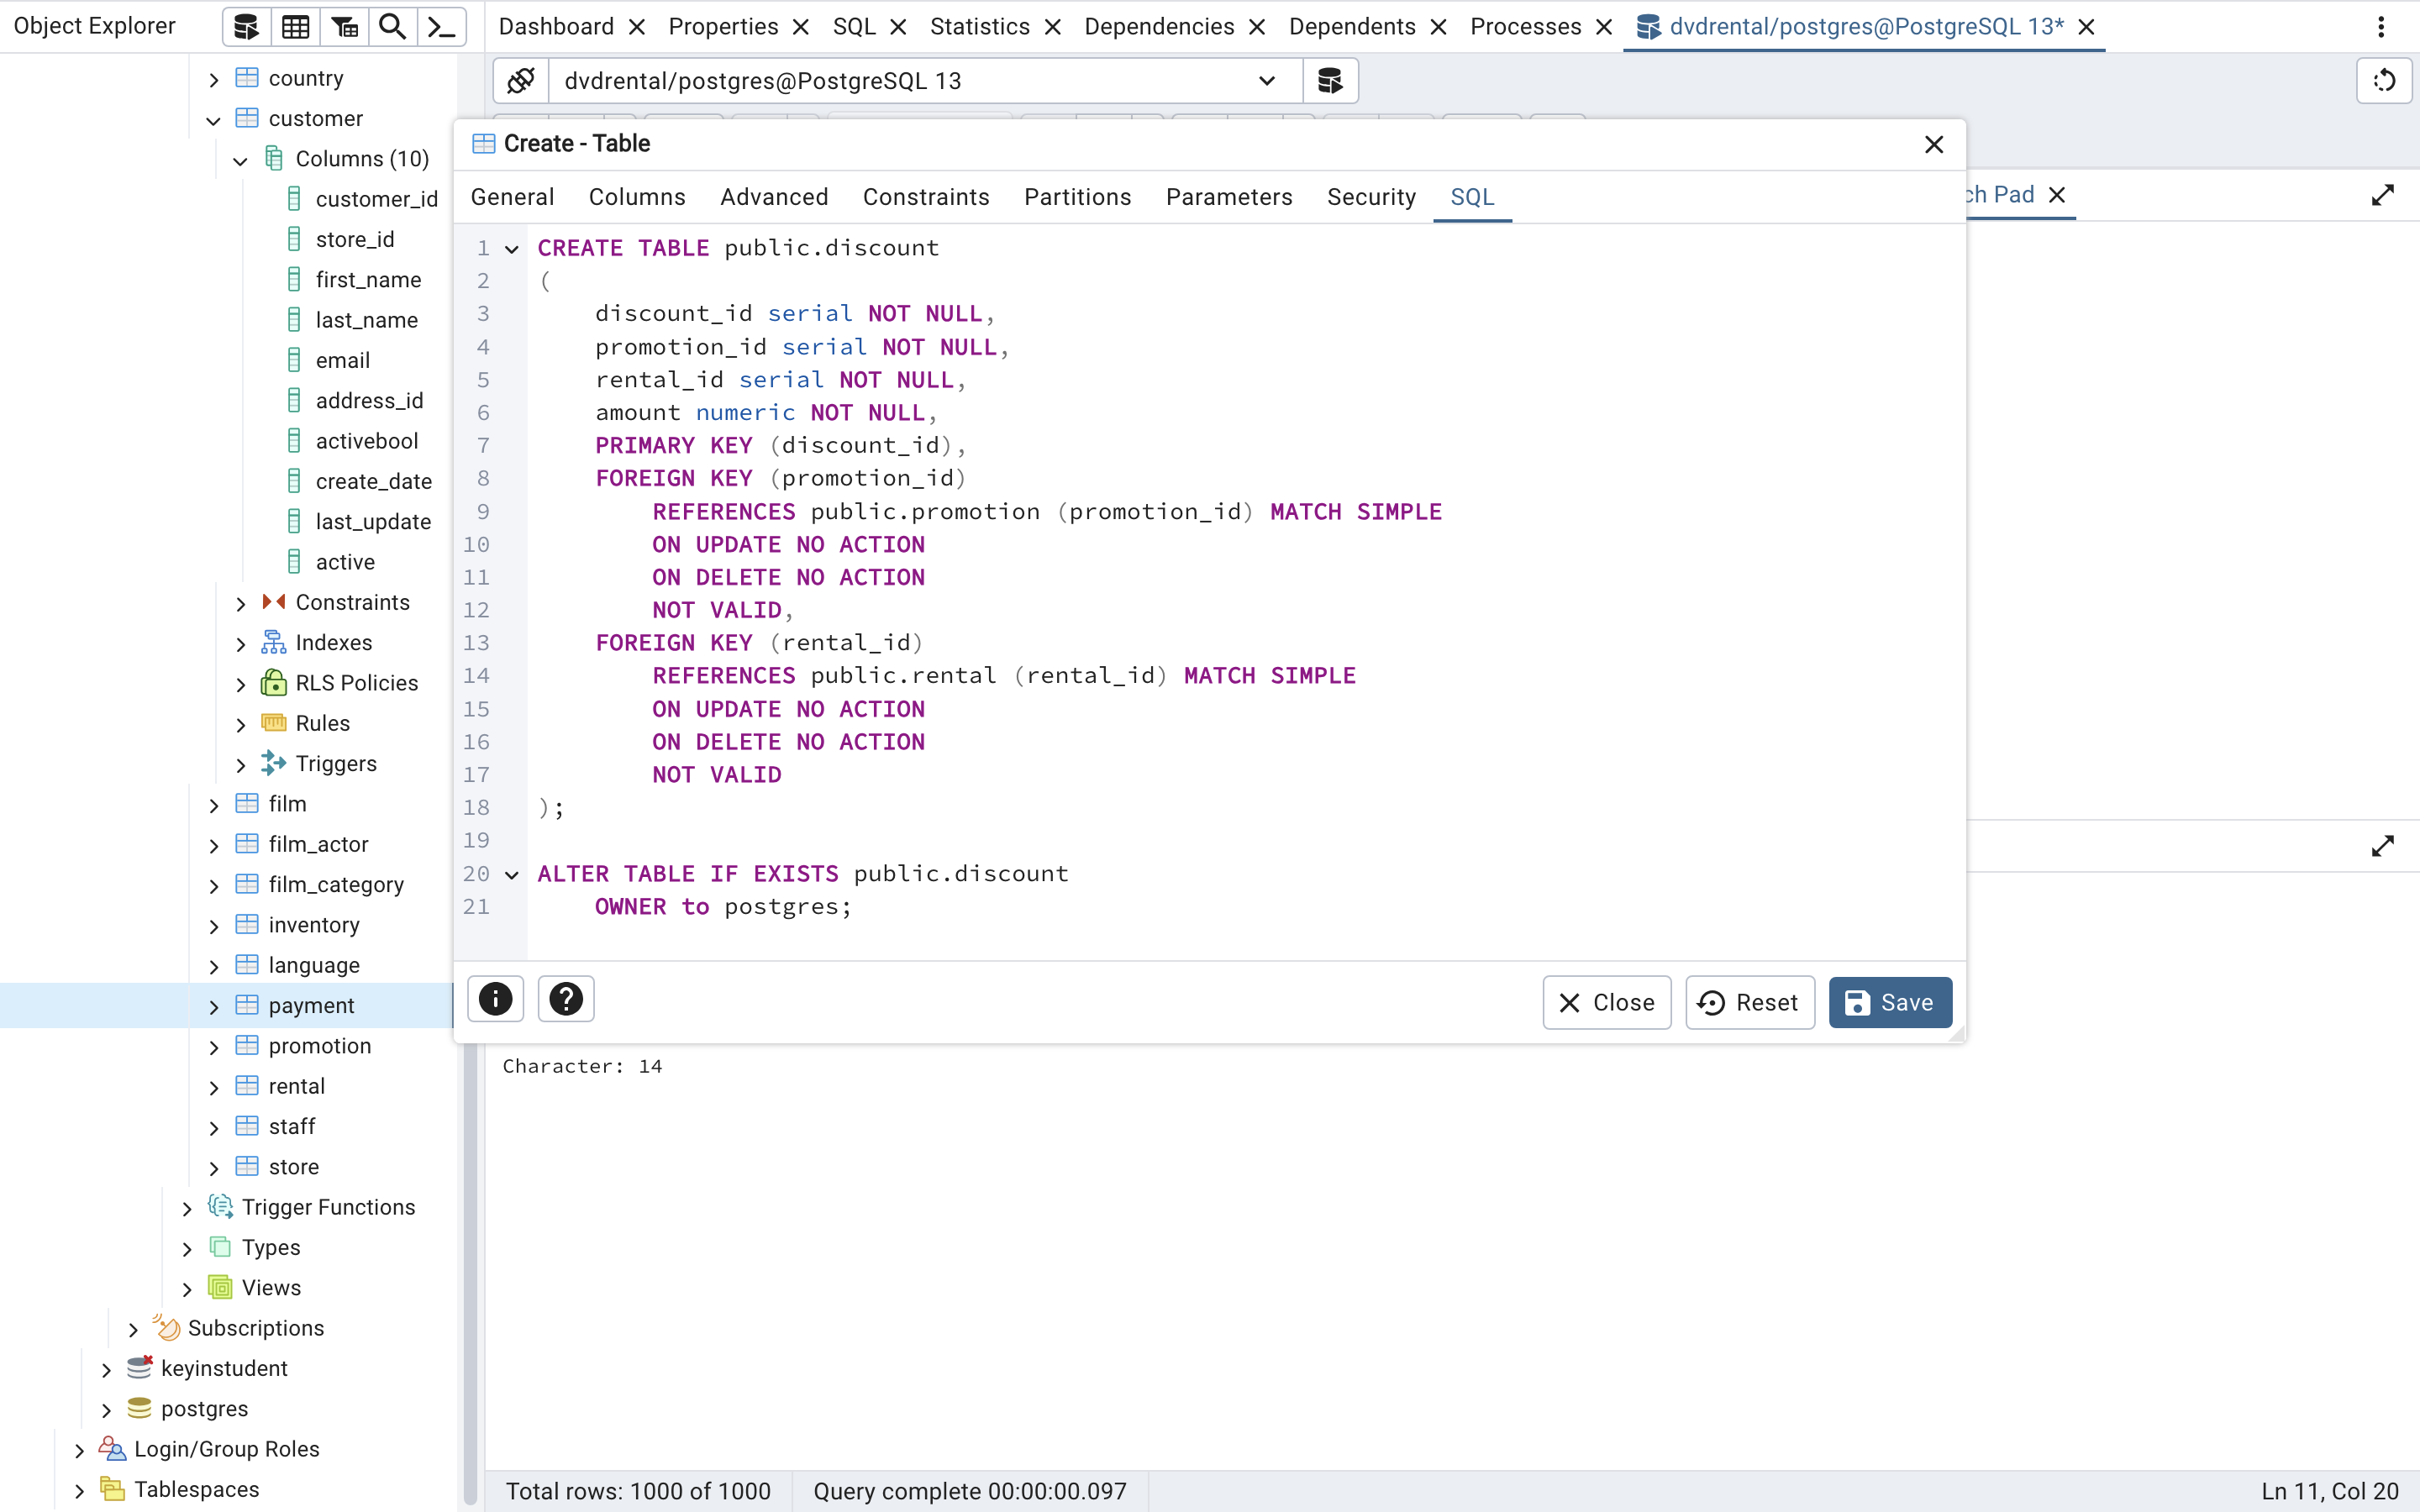 Object Explorer
Dashboard
Properties
SQL
Statistics
Dependencies
Dependents
Processes
dvdrental/postgres@PostgreSQL 13*
dvdrental/postgres@PostgreSQL 13
country
customer
Columns (10)
customer_id
store_id
first_name
last_name
email
address_id
activebool
create_date
last_update
active
Constraints
Indexes
RLS Policies
Rules
Triggers
film
film_actor
film_category
inventory
language
payment
promotion
rental
staff
store
Trigger Functions
Types
Views
Subscriptions
keyinstudent
postgres
Login/Group Roles
Tablespaces
Create - Table
General
Columns
Advanced
Constraints
Partitions
Parameters
Security
SQL
ch Pad
1 CREATE TABLE public.discount
2 (
3     discount_id serial NOT NULL,
4     promotion_id serial NOT NULL,
5     rental_id serial NOT NULL,
6     amount numeric NOT NULL,
7     PRIMARY KEY (discount_id),
8     FOREIGN KEY (promotion_id)
9         REFERENCES public.promotion (promotion_id) MATCH SIMPLE
10         ON UPDATE NO ACTION
11         ON DELETE NO ACTION
12         NOT VALID,
13     FOREIGN KEY (rental_id)
14         REFERENCES public.rental (rental_id) MATCH SIMPLE
15         ON UPDATE NO ACTION
16         ON DELETE NO ACTION
17         NOT VALID
18 );
19
20 ALTER TABLE IF EXISTS public.discount
21     OWNER to postgres;
Close
Reset
Save
Character: 14
Total rows: 1000 of 1000
Query complete 00:00:00.097
Ln 11, Col 20